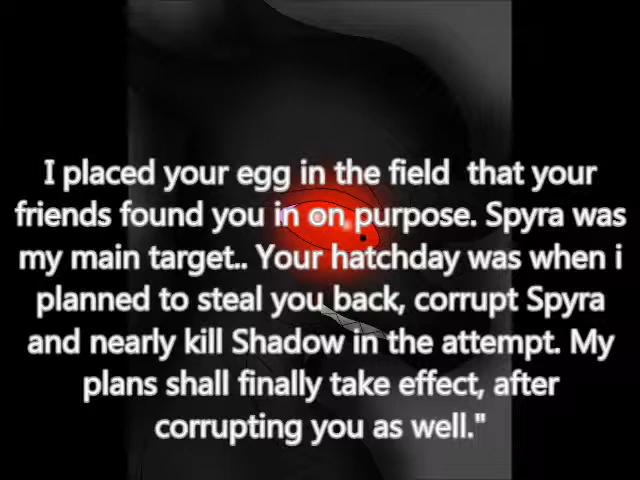 I placed your egg in the field  that your
friends found you in on purpose. Spyra was
my main target.. Your hatchday was when i
planned to steal you back, corrupt Spyra
and nearly kill Shadow in the attempt. My
plans shall finally take effect, after
corrupting you as well."